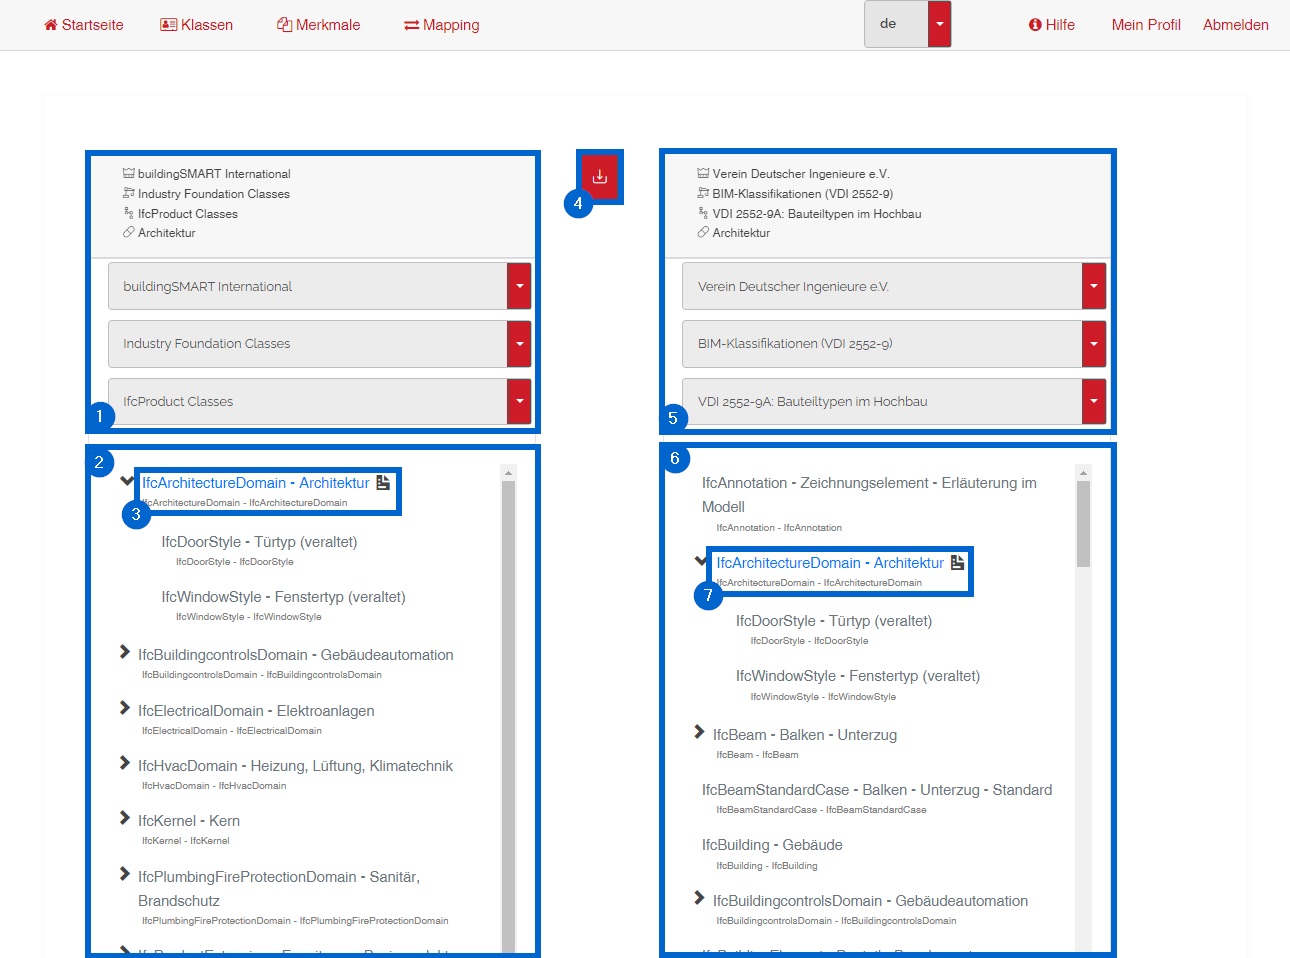 Startseite
Klassen
Merkmale
Mapping
de
Hilfe
Mein Profil
Abmelden
buildingSMART International
Industry Foundation Classes
IfcProduct Classes
Architektur
buildingSMART International
Industry Foundation Classes
IfcProduct Classes
1
2
IfcArchitectureDomain - Architektur
IfcArchitectureDomain - IfcArchitectureDomain
3
IfcDoorStyle - Türtyp (veraltet)
IfcDoorStyle - IfcDoorStyle
IfcWindowStyle - Fenstertyp (veraltet)
IfcWindowStyle - IfcWindowStyle
IfcBuildingcontrolsDomain - Gebäudeautomation
IfcBuildingcontrolsDomain - IfcBuildingcontrolsDomain
IfcElectricalDomain - Elektroanlagen
IfcElectricalDomain - IfcElectricalDomain
IfcHvacDomain - Heizung, Lüftung, Klimatechnik
IfcHvacDomain - IfcHvacDomain
IfcKernel - Kern
IfcKernel - IfcKernel
IfcPlumbingFireProtectionDomain - Sanitär,
Brandschutz
IfcPlumbingFireProtectionDomain - IfcPlumbingFireProtectionDomain
4
Verein Deutscher Ingenieure e.V.
BIM-Klassifikationen (VDI 2552-9)
VDI 2552-9A: Bauteiltypen im Hochbau
Architektur
Verein Deutscher Ingenieure e.V.
BIM-Klassifikationen (VDI 2552-9)
VDI 2552-9A: Bauteiltypen im Hochbau
5
6
IfcAnnotation - Zeichnungselement - Erläuterung im
Modell
IfcAnnotation - IfcAnnotation
IfcArchitectureDomain - Architektur
IfcArchitectureDomain - IfcArchitectureDomain
7
IfcDoorStyle - Türtyp (veraltet)
IfcDoorStyle - IfcDoorStyle
IfcWindowStyle - Fenstertyp (veraltet)
IfcWindowStyle - IfcWindowStyle
IfcBeam - Balken - Unterzug
IfcBeam - IfcBeam
IfcBeamStandardCase - Balken - Unterzug - Standard
IfcBeamStandardCase - IfcBeamStandardCase
IfcBuilding - Gebäude
IfcBuilding - IfcBuilding
IfcBuildingcontrolsDomain - Gebäudeautomation
IfcBuildingcontrolsDomain - IfcBuildingcontrolsDomain